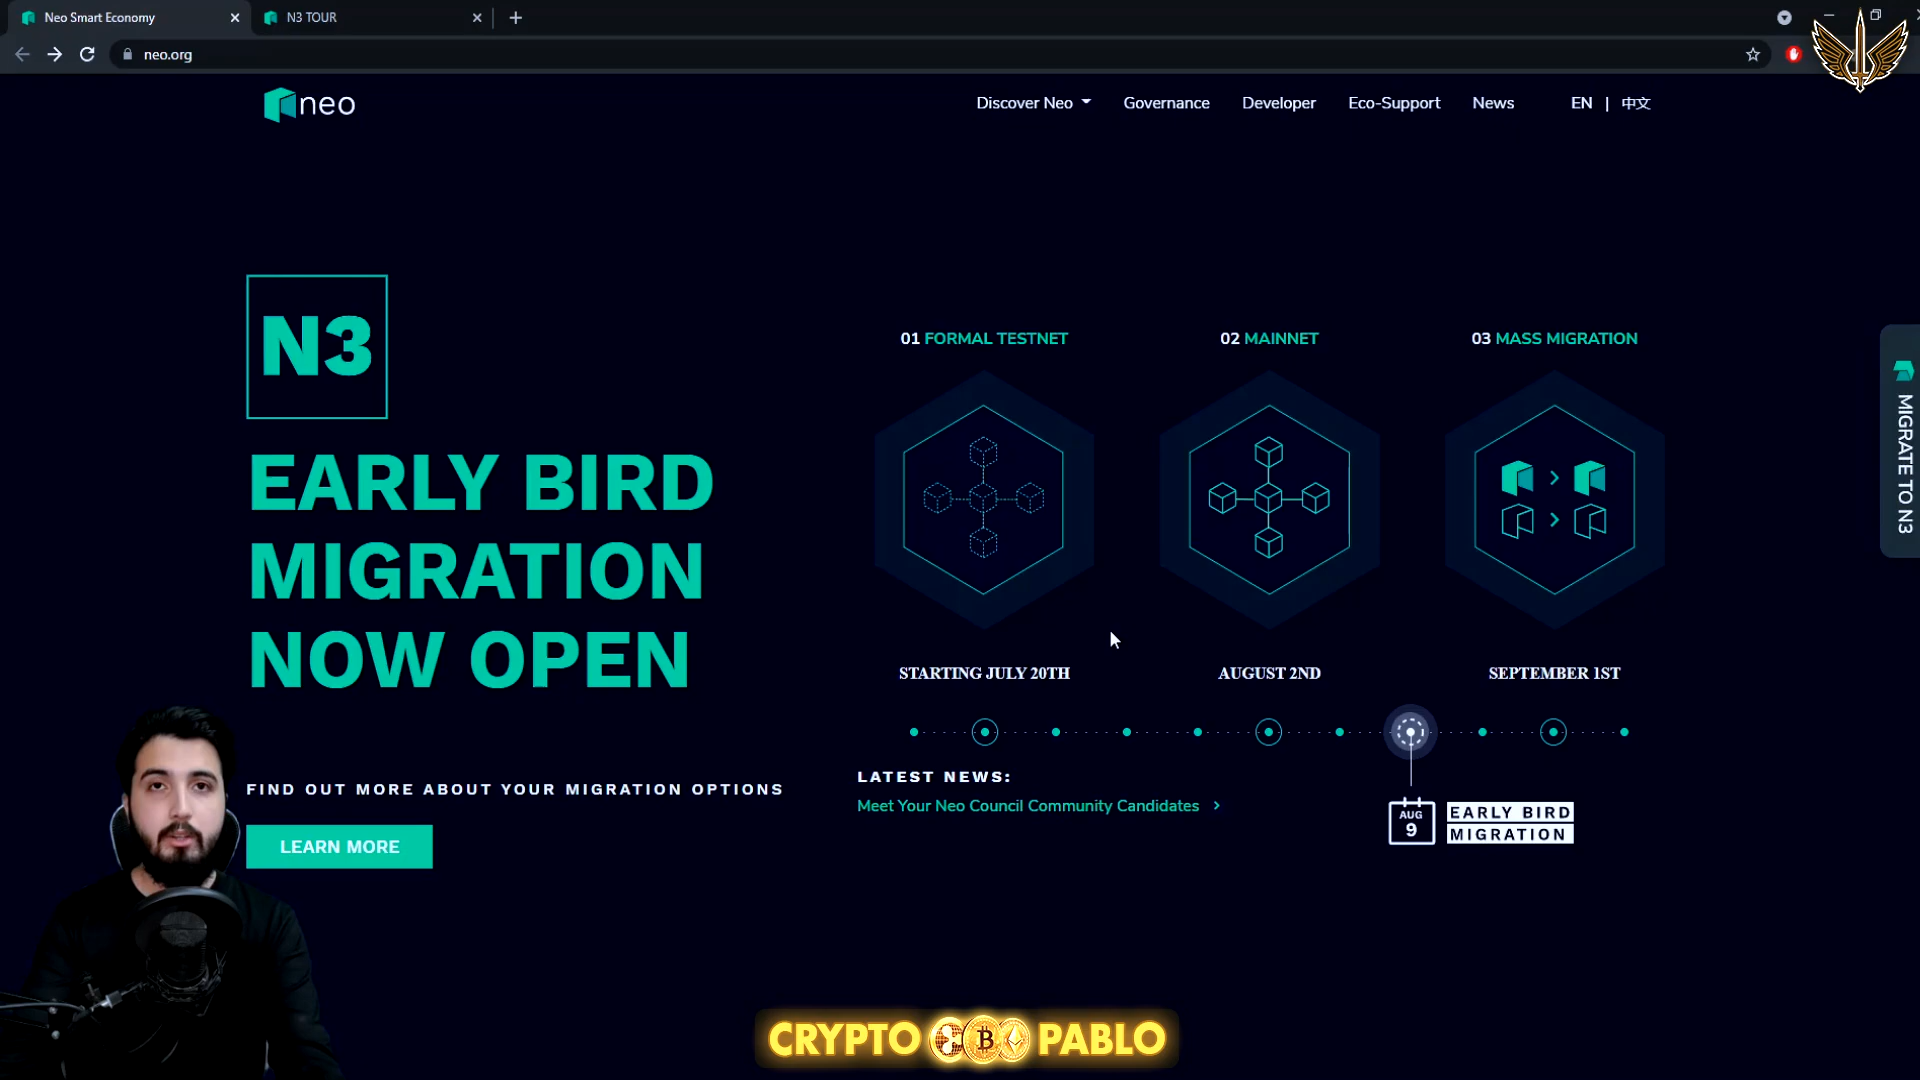 Neo Smart Economy
N3 TOUR
neo.org
neo
Discover Neo
Governance
Developer
Eco-Support
News
EN | 中文
N3
EARLY BIRD
MIGRATION
NOW OPEN
FIND OUT MORE ABOUT YOUR MIGRATION OPTIONS
LEARN MORE
01 FORMAL TESTNET
02 MAINNET
03 MASS MIGRATION
STARTING JULY 20TH
AUGUST 2ND
SEPTEMBER 1ST
LATEST NEWS:
Meet Your Neo Council Community Candidates
AUG
9
EARLY BIRD
MIGRATION
MIGRATE TO N3
CRYPTO PABLO